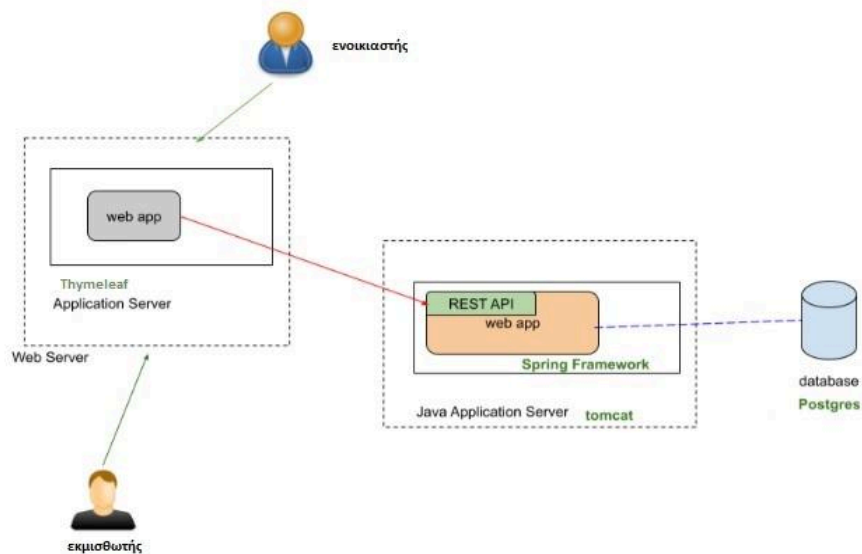 ενοικιαστής
web app
Thymeleaf
Application Server
Web Server
REST API
web app
Spring Framework
Java Application Server tomcat
database
Postgres
εκμισθωτής